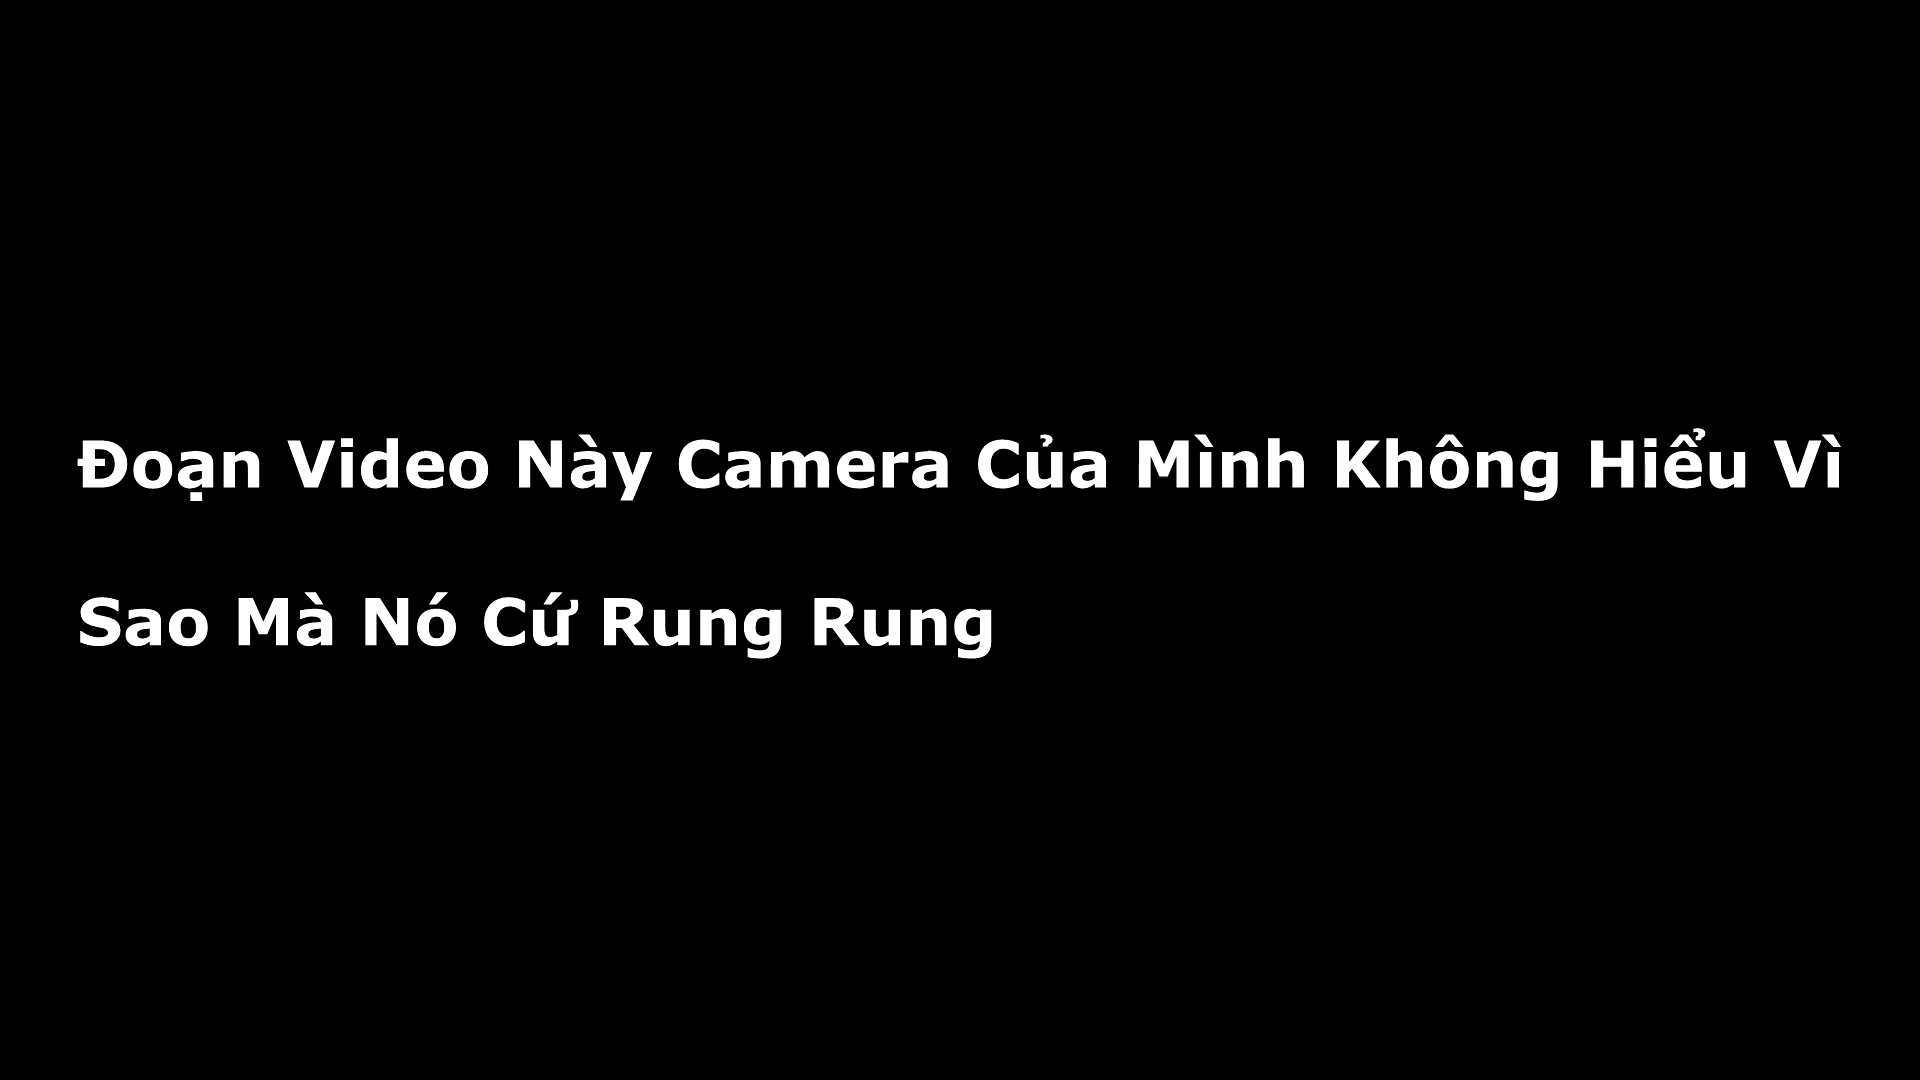 Đoạn Video Này Camera Của Mình Không Hiểu Vì
Sao Mà Nó Cứ Rung Rung